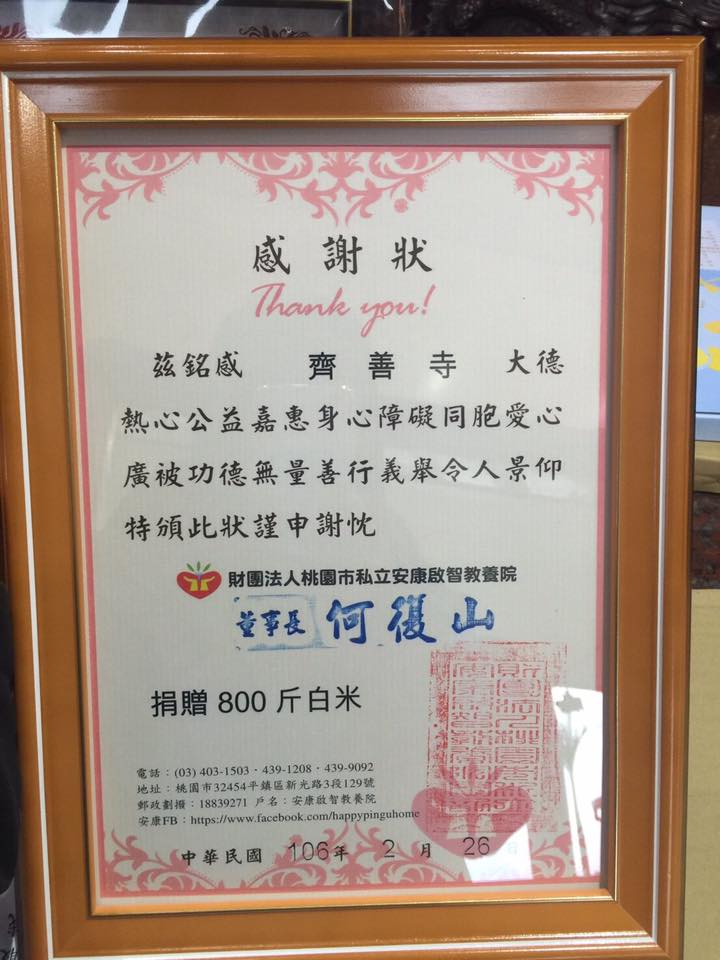 感謝狀
Thank you!
茲銘感 齊善寺 大德
熱心公益嘉惠身心障礙同胞愛心
廣被功德無量善行義舉令人景仰
特頒此狀謹申謝忱
財團法人桃園市私立安康啟智教養院
董事長 何復山
捐贈 800 斤白米
電話：(03) 403-1503．439-1208．439-9092
地址：桃園市32454平鎮區新光路3段129號
郵政劃撥：18839271 戶名：安康啟智教養院
安康FB：https://www.facebook.com/happypinguhome
中華民國 106年 2 月 26 日